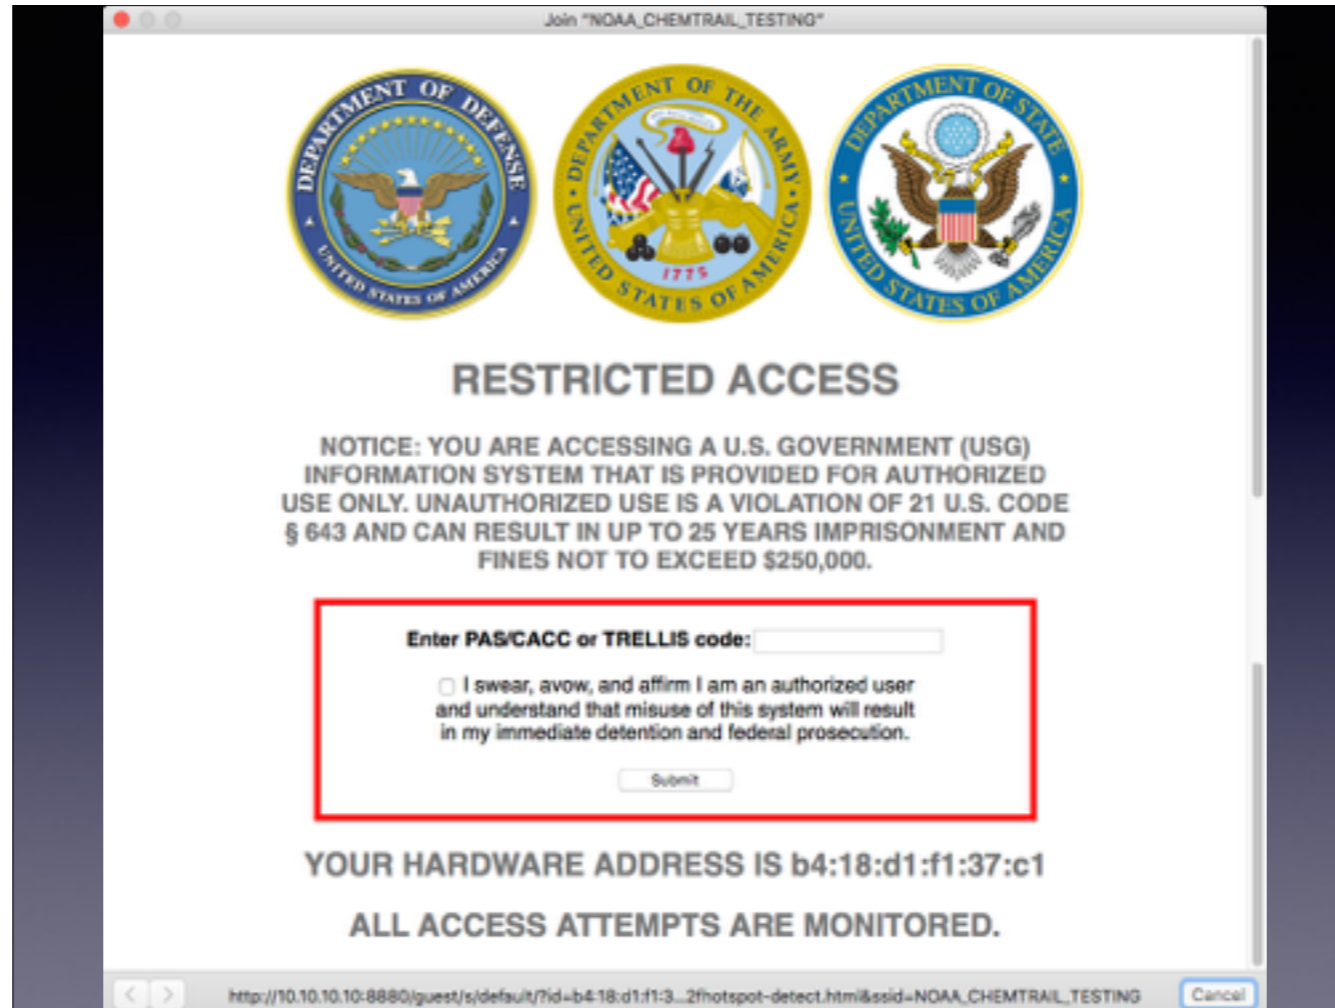 Join "NOAA_CHEMTRAIL_TESTING"
DEPARTMENT OF DEFENSE
UNITED STATES OF AMERICA
DEPARTMENT OF THE ARMY
1775
UNITED STATES OF AMERICA
DEPARTMENT OF STATE
UNITED STATES OF AMERICA
RESTRICTED ACCESS
NOTICE: YOU ARE ACCESSING A U.S. GOVERNMENT (USG)
INFORMATION SYSTEM THAT IS PROVIDED FOR AUTHORIZED
USE ONLY. UNAUTHORIZED USE IS A VIOLATION OF 21 U.S. CODE
§ 643 AND CAN RESULT IN UP TO 25 YEARS IMPRISONMENT AND
FINES NOT TO EXCEED $250,000.
Enter PAS/CACC or TRELLIS code:
I swear, avow, and affirm I am an authorized user
and understand that misuse of this system will result
in my immediate detention and federal prosecution.
Submit
YOUR HARDWARE ADDRESS IS b4:18:d1:f1:37:c1
ALL ACCESS ATTEMPTS ARE MONITORED.
http://10.10.10.10:8880/guest/s/default/?id=b4:18:d1:f1:3...2fhotspot-detect.html&ssid=NOAA_CHEMTRAIL_TESTING
Cancel